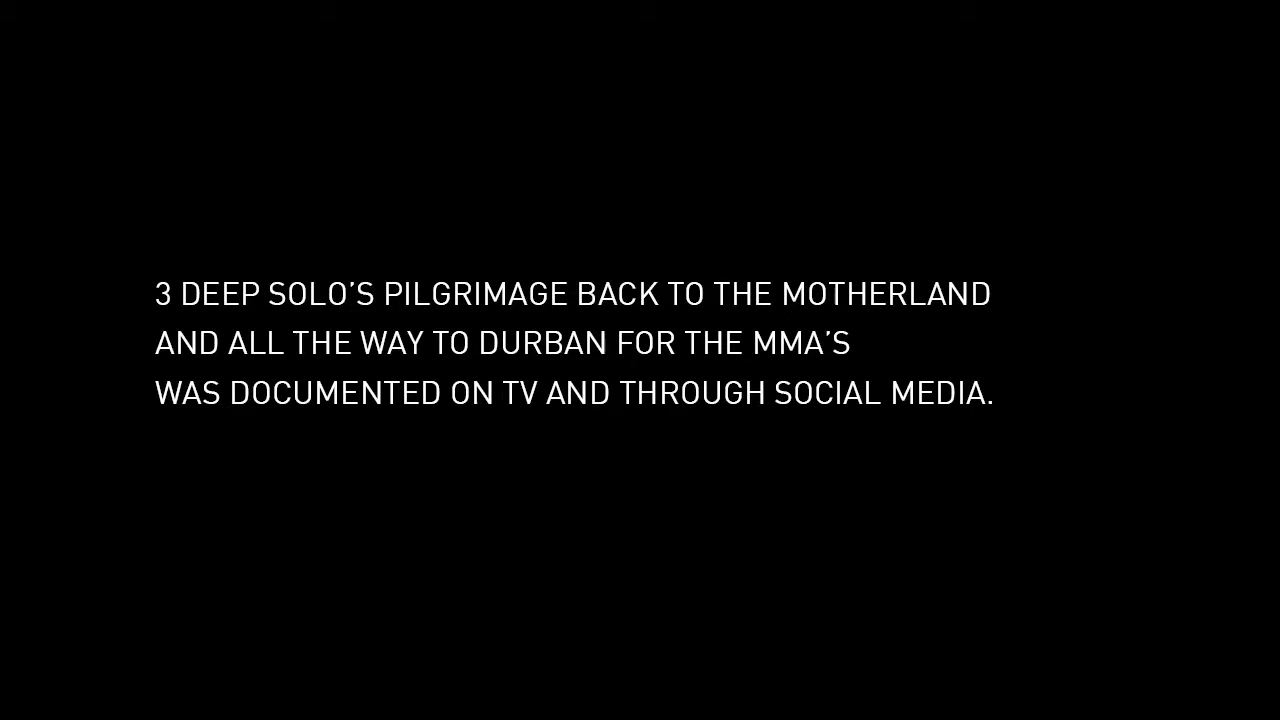 3 DEEP SOLO’S PILGRIMAGE BACK TO THE MOTHERLAND
AND ALL THE WAY TO DURBAN FOR THE MMA’S
WAS DOCUMENTED ON TV AND THROUGH SOCIAL MEDIA.